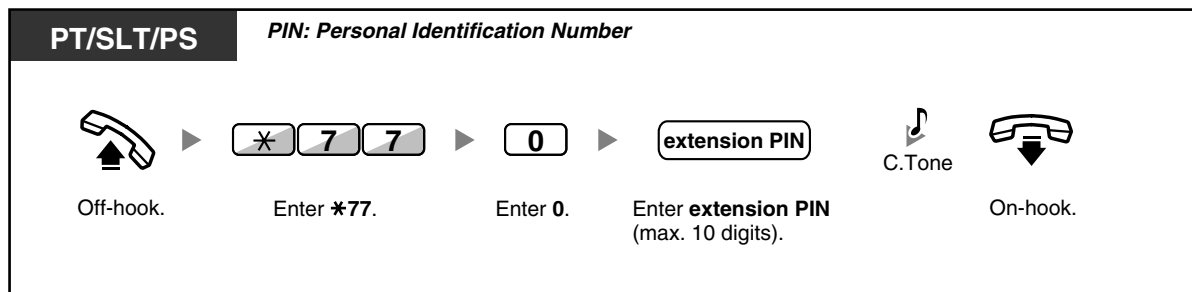 PT/SLT/PS
PIN: Personal Identification Number
* 7 7
0
extension PIN
C.Tone
Off-hook.
Enter *77.
Enter 0.
Enter extension PIN
(max. 10 digits).
On-hook.